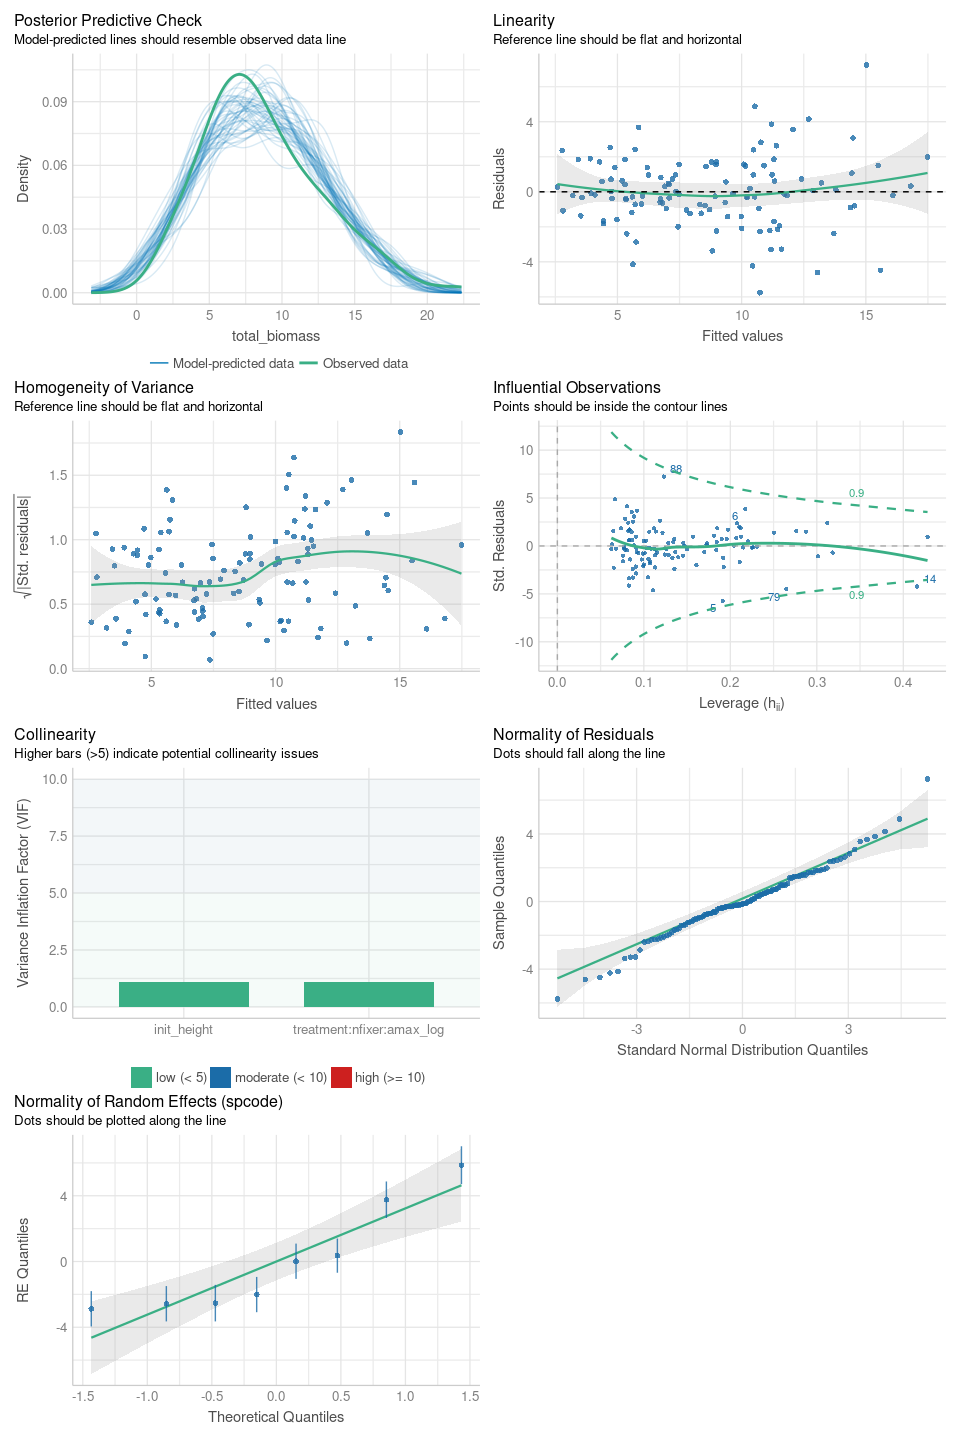 Posterior Predictive Check
Model-predicted lines should resemble observed data line
Density
0.09
0.06
0.03
0.00
0
5
10
15
20
total_biomass
Model-predicted data
Observed data
Linearity
Reference line should be flat and horizontal
Residuals
4
0
-4
5
10
15
Fitted values
Homogeneity of Variance
Reference line should be flat and horizontal
√|Std. residuals|
1.5
1.0
0.5
0.0
5
10
15
Fitted values
Influential Observations
Points should be inside the contour lines
Std. Residuals
10
5
0
-5
-10
88
6
5
79
14
0.9
0.9
0.0
0.1
0.2
0.3
0.4
Leverage (hii)
Collinearity
Higher bars (>5) indicate potential collinearity issues
Variance Inflation Factor (VIF)
10.0
7.5
5.0
2.5
0.0
init_height
treatment:nfixer:amax_log
low (< 5)
moderate (< 10)
high (>= 10)
Normality of Residuals
Dots should fall along the line
Sample Quantiles
4
0
-4
-3
0
3
Standard Normal Distribution Quantiles
Normality of Random Effects (spcode)
Dots should be plotted along the line
RE Quantiles
4
0
-4
-1.5
-1.0
-0.5
0.0
0.5
1.0
1.5
Theoretical Quantiles